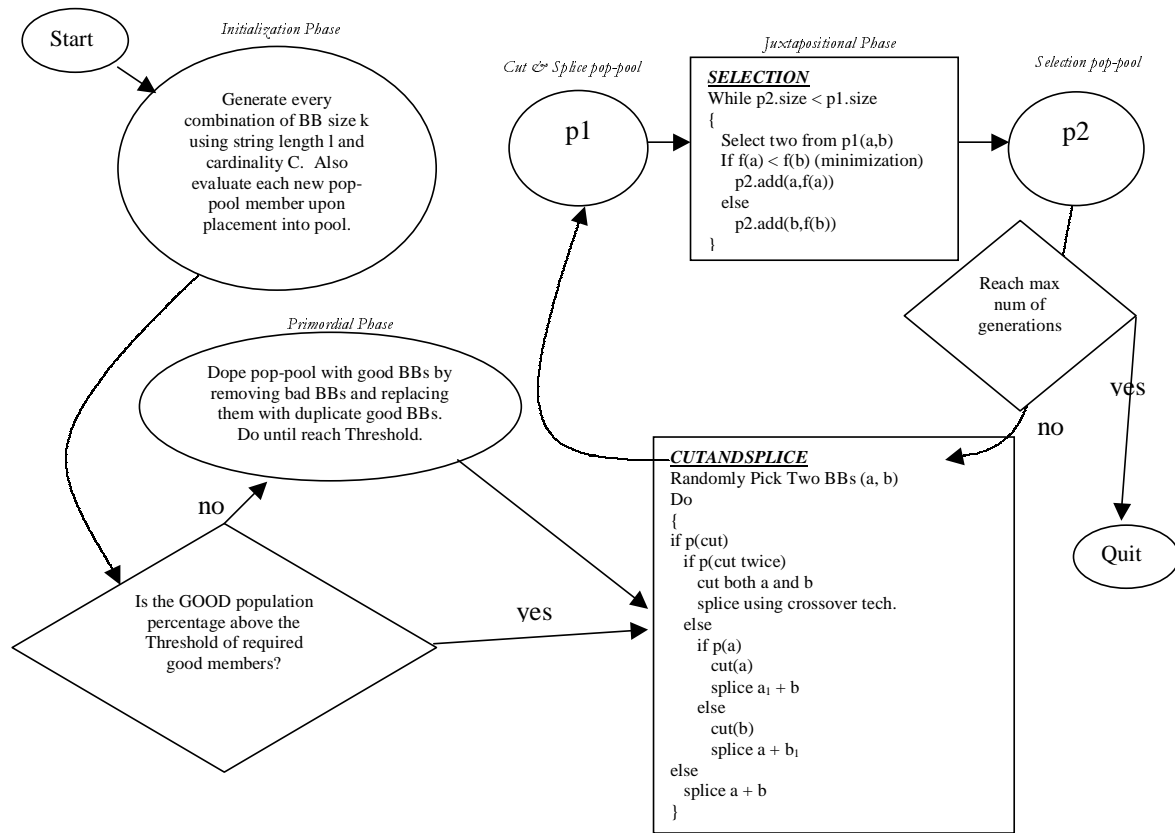 Start
Initialization Phase
Generate every
combination of BB size k
using string length l and
cardinality C. Also
evaluate each new pop-
pool member upon
placement into pool.
Primordial Phase
Dope pop-pool with good BBs by
removing bad BBs and replacing
them with duplicate good BBs.
Do until reach Threshold.
no
Is the GOOD population
percentage above the
Threshold of required
good members?
yes
Cut & Splice pop-pool
p1
Juxtapositional Phase
SELECTION
While p2.size < p1.size
{
Select two from p1(a,b)
If f(a) < f(b) (minimization)
p2.add(a,f(a))
else
p2.add(b,f(b))
}
Selection pop-pool
p2
Reach max
num of
generations
yes
no
Quit
CUTANDSPLICE
Randomly Pick Two BBs (a, b)
Do
{
if p(cut)
if p(cut twice)
cut both a and b
splice using crossover tech.
else
if p(a)
cut(a)
splice a₁ + b
else
cut(b)
splice a + b₁
else
splice a + b
}